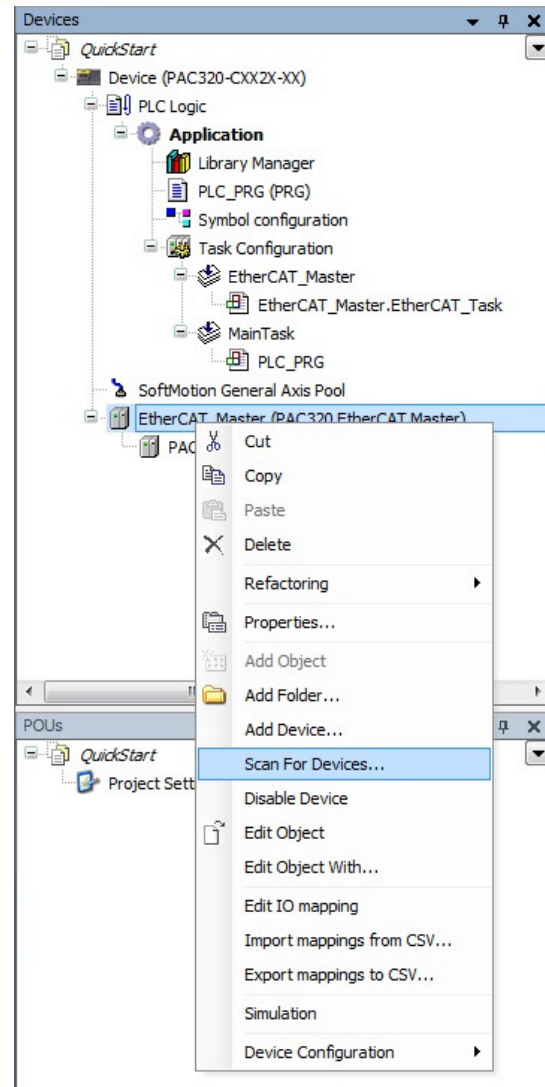 Devices
QuickStart
Device (PAC320-CXX2X-XX)
PLC Logic
Application
Library Manager
PLC_PRG (PRG)
Symbol configuration
Task Configuration
EtherCAT_Master
EtherCAT_Master.EtherCAT_Task
MainTask
PLC_PRG
SoftMotion General Axis Pool
EtherCAT_Master (PAC320 EtherCAT Master)
PAC
Cut
Copy
Paste
Delete
Refactoring
Properties...
Add Object
Add Folder...
Add Device...
Scan For Devices...
Disable Device
Edit Object
Edit Object With...
Edit IO mapping
Import mappings from CSV...
Export mappings to CSV...
Simulation
Device Configuration
POUs
QuickStart
Project Sett